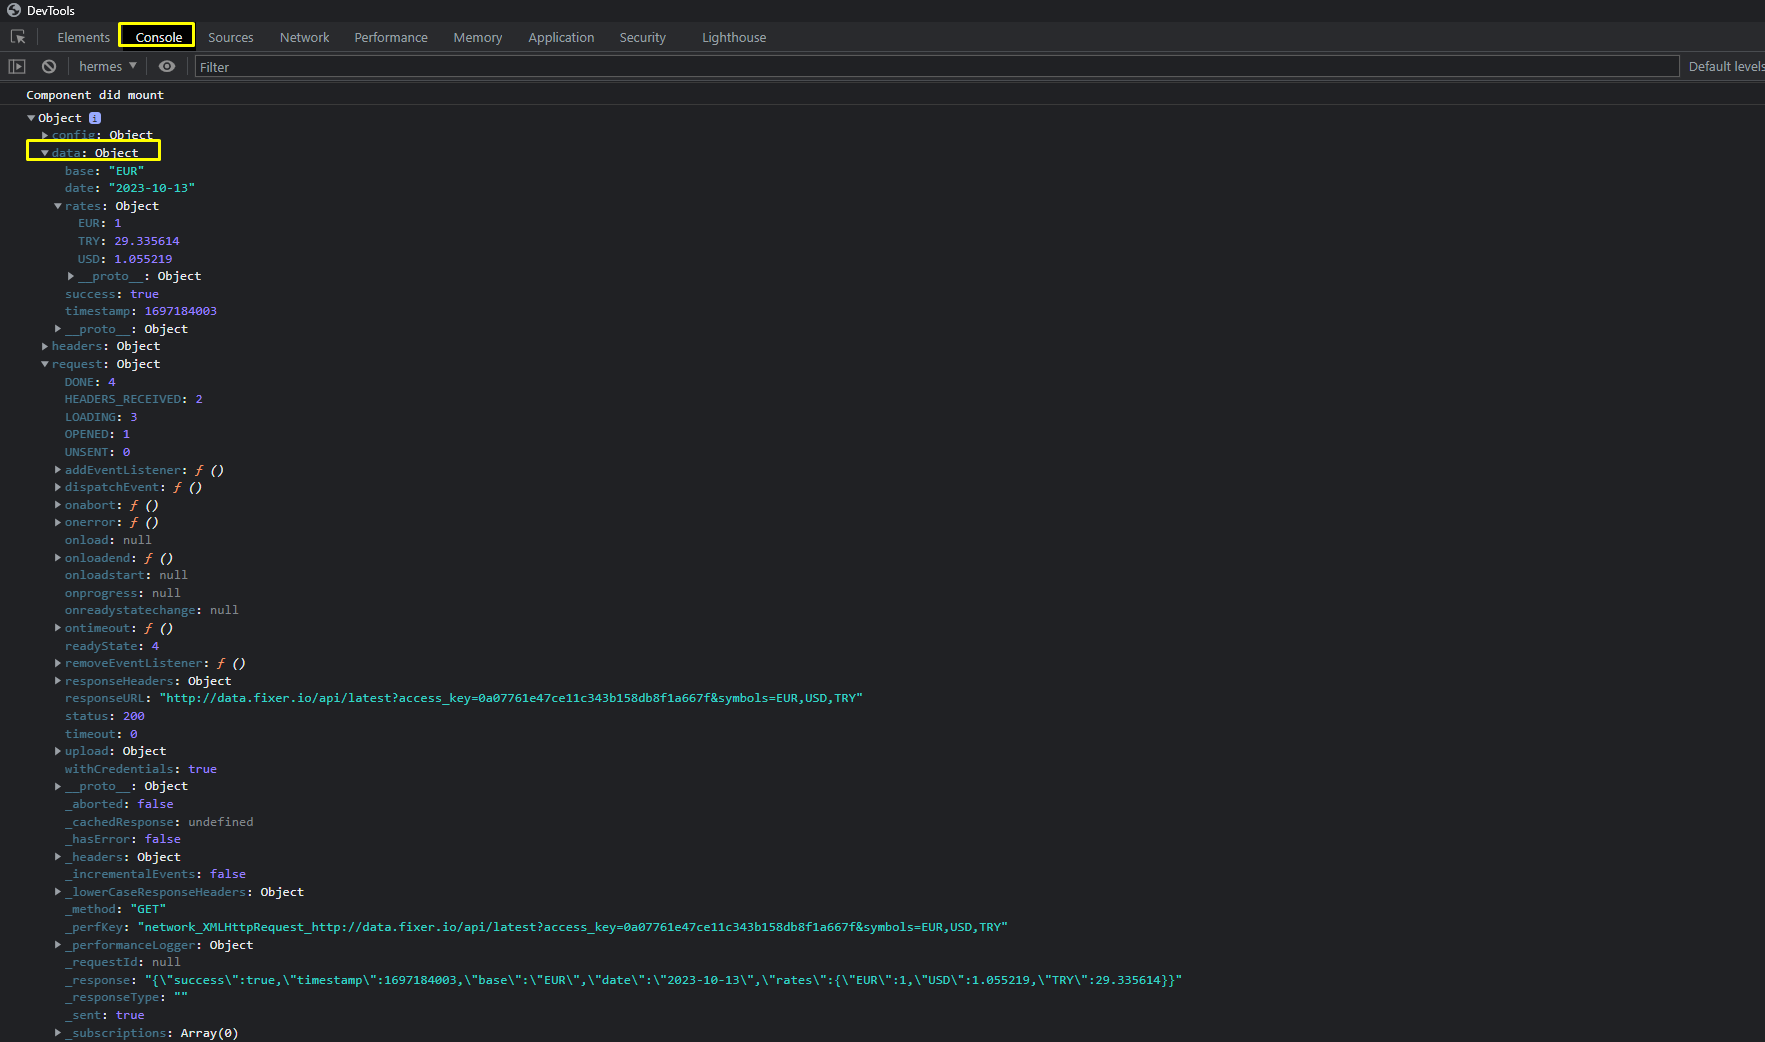 DevTools
Elements Console Sources Network Performance Memory Application Security Lighthouse
hermes Filter Default levels
Component did mount
Object i
config: Object
data: Object
base: "EUR"
date: "2023-10-13"
rates: Object
EUR: 1
TRY: 29.335614
USD: 1.055219
__proto__: Object
success: true
timestamp: 1697184003
__proto__: Object
headers: Object
request: Object
DONE: 4
HEADERS_RECEIVED: 2
LOADING: 3
OPENED: 1
UNSENT: 0
addEventListener: ƒ ()
dispatchEvent: ƒ ()
onabort: ƒ ()
onerror: ƒ ()
onload: null
onloadend: ƒ ()
onloadstart: null
onprogress: null
onreadystatechange: null
ontimeout: ƒ ()
readyState: 4
removeEventListener: ƒ ()
responseHeaders: Object
responseURL: "http://data.fixer.io/api/latest?access_key=0a07761e47ce11c343b158db8f1a667f&symbols=EUR,USD,TRY"
status: 200
timeout: 0
upload: Object
withCredentials: true
__proto__: Object
_aborted: false
_cachedResponse: undefined
_hasError: false
_headers: Object
_incrementalEvents: false
_lowerCaseResponseHeaders: Object
_method: "GET"
_perfKey: "network_XMLHttpRequest_http://data.fixer.io/api/latest?access_key=0a07761e47ce11c343b158db8f1a667f&symbols=EUR,USD,TRY"
_performanceLogger: Object
_requestId: null
_response: "{\"success\":true,\"timestamp\":1697184003,\"base\":\"EUR\",\"date\":\"2023-10-13\",\"rates\":{\"EUR\":1,\"USD\":1.055219,\"TRY\":29.335614}}"
_responseType: ""
_sent: true
_subscriptions: Array(0)